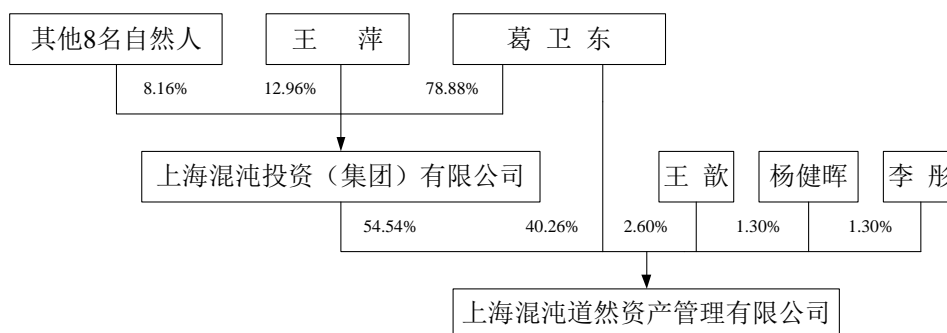 其他8名自然人 王 萍 葛 卫 东
8.16% 12.96% 78.88%
上海混沌投资（集团）有限公司 王 歆 杨健晖 李 彤
54.54% 40.26% 2.60% 1.30% 1.30%
上海混沌道然资产管理有限公司